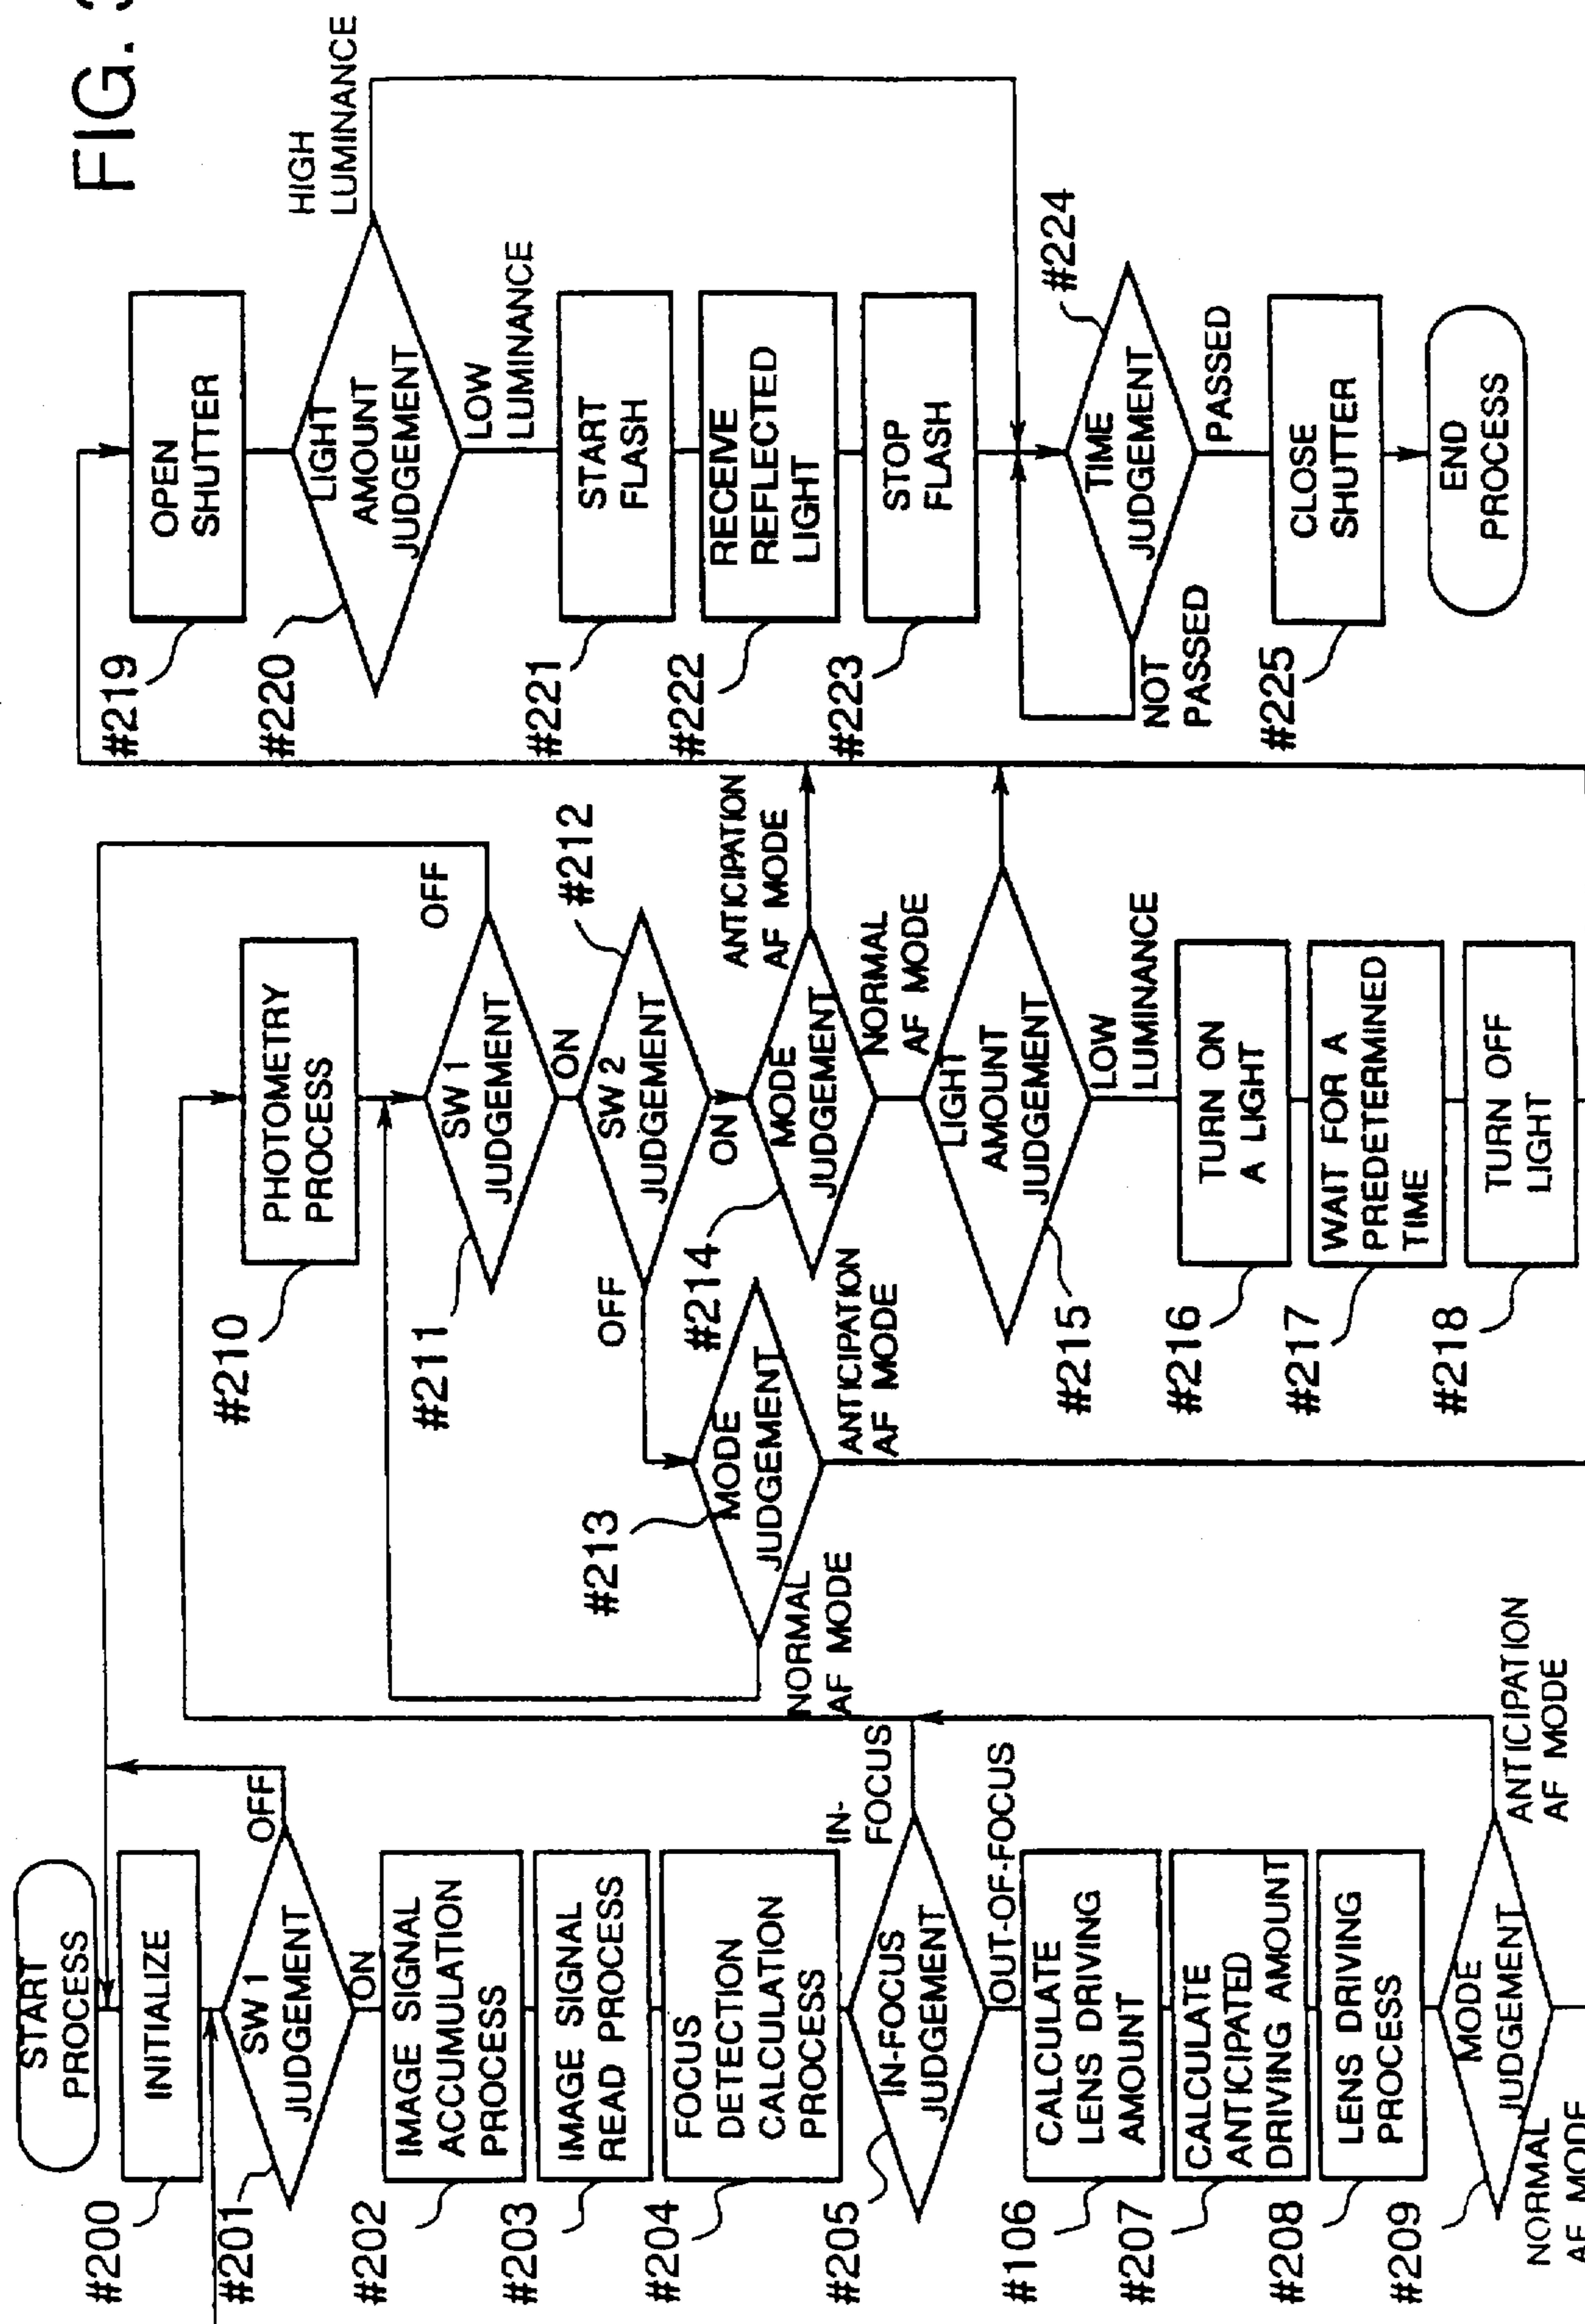 FIG.
START
PROCESS
#200
INITIALIZE
#201
SW 1
JUDGEMENT
OFF
ON
#202
IMAGE SIGNAL
ACCUMULATION
PROCESS
#203
IMAGE SIGNAL
READ PROCESS
#204
FOCUS
DETECTION
CALCULATION
PROCESS
#205
IN-FOCUS
JUDGEMENT
IN-
FOCUS
OUT-OF-FOCUS
#106
CALCULATE
LENS DRIVING
AMOUNT
#207
CALCULATE
ANTICIPATED
DRIVING AMOUNT
#208
LENS DRIVING
PROCESS
#209
MODE
JUDGEMENT
ANTICIPATION
AF MODE
NORMAL
AF MODE
#210
PHOTOMETRY
PROCESS
#211
SW 1
JUDGEMENT
OFF
ON
#212
SW 2
JUDGEMENT
OFF
ON
#213
MODE
JUDGEMENT
NORMAL
AF MODE
ANTICIPATION
AF MODE
#214
MODE
JUDGEMENT
ANTICIPATION
AF MODE
NORMAL
AF MODE
#215
LIGHT
AMOUNT
JUDGEMENT
LOW
LUMINANCE
#216
TURN ON
A LIGHT
#217
WAIT FOR A
PREDETERMINED
TIME
#218
TURN OFF
LIGHT
#219
OPEN
SHUTTER
#220
LIGHT
AMOUNT
JUDGEMENT
HIGH
LUMINANCE
LOW
LUMINANCE
#221
START
FLASH
#222
RECEIVE
REFLECTED
LIGHT
#223
STOP
FLASH
#224
TIME
JUDGEMENT
NOT
PASSED
PASSED
#225
CLOSE
SHUTTER
END
PROCESS